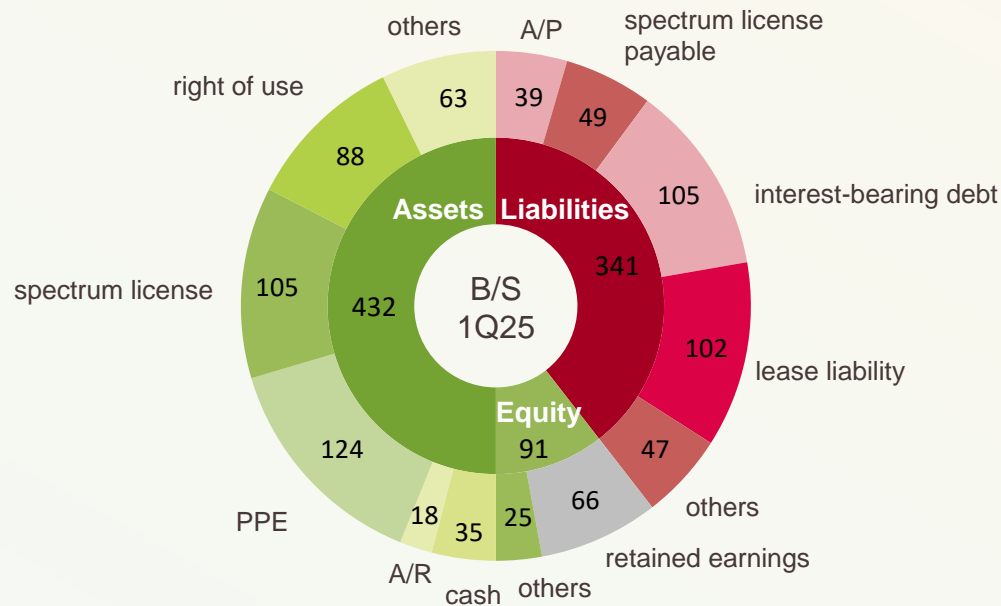 others
A/P
spectrum license
payable
right of use
63
39
49
88
105
interest-bearing debt
Assets
Liabilities
spectrum license
105
432
B/S
1Q25
341
102
lease liability
Equity
91
124
47
PPE
18
35
25
66
others
retained earnings
A/R
cash
others